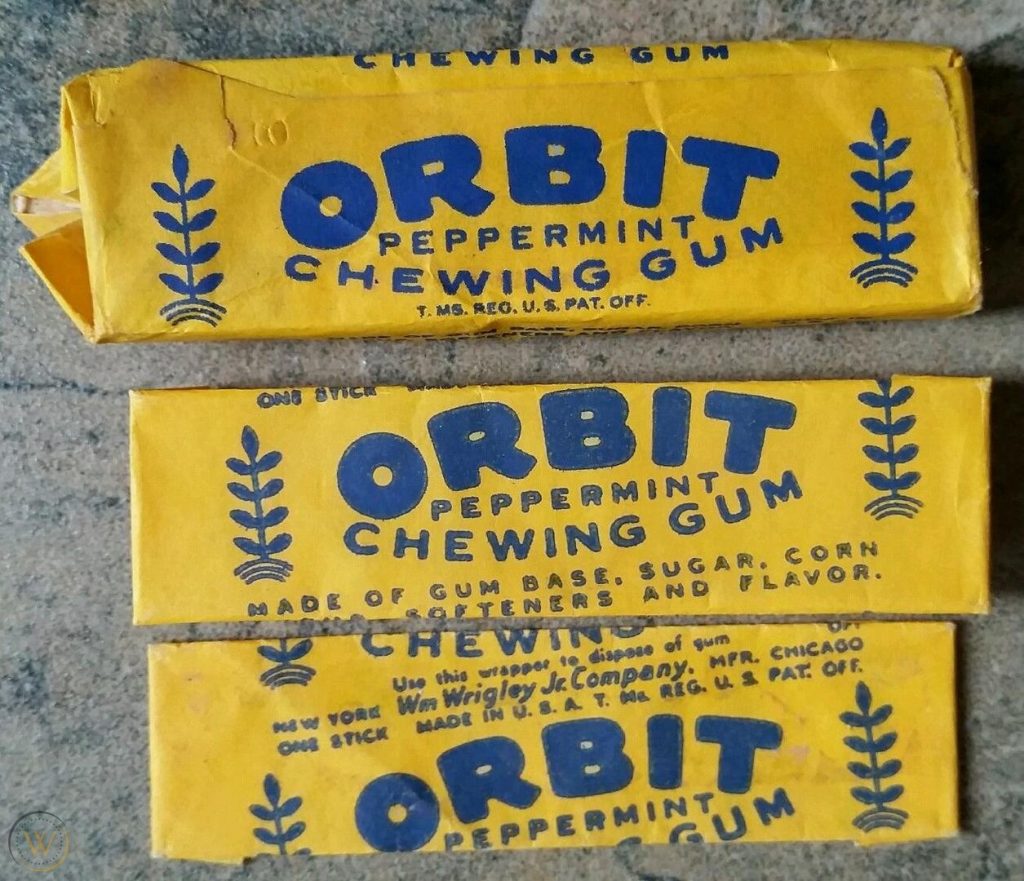 CHEWING GUM
10
ORBIT
PEPPERMINT
CHEWING GUM
T. MS. REG. U. S. PAT. OFF.
ONE STICK
ORBIT
PEPPERMINT
CHEWING GUM
MADE OF GUM BASE, SUGAR, CORN
SOFTENERS AND FLAVOR.
CHEWING
Use this wrapper to dispose of gum
NEW YORK Wm Wrigley Jr. Company. MFR. CHICAGO
ONE STICK MADE IN U. S. A. T. MS. REG. U. S. PAT. OFF.
ORBIT
PEPPERMINT
GUM
W